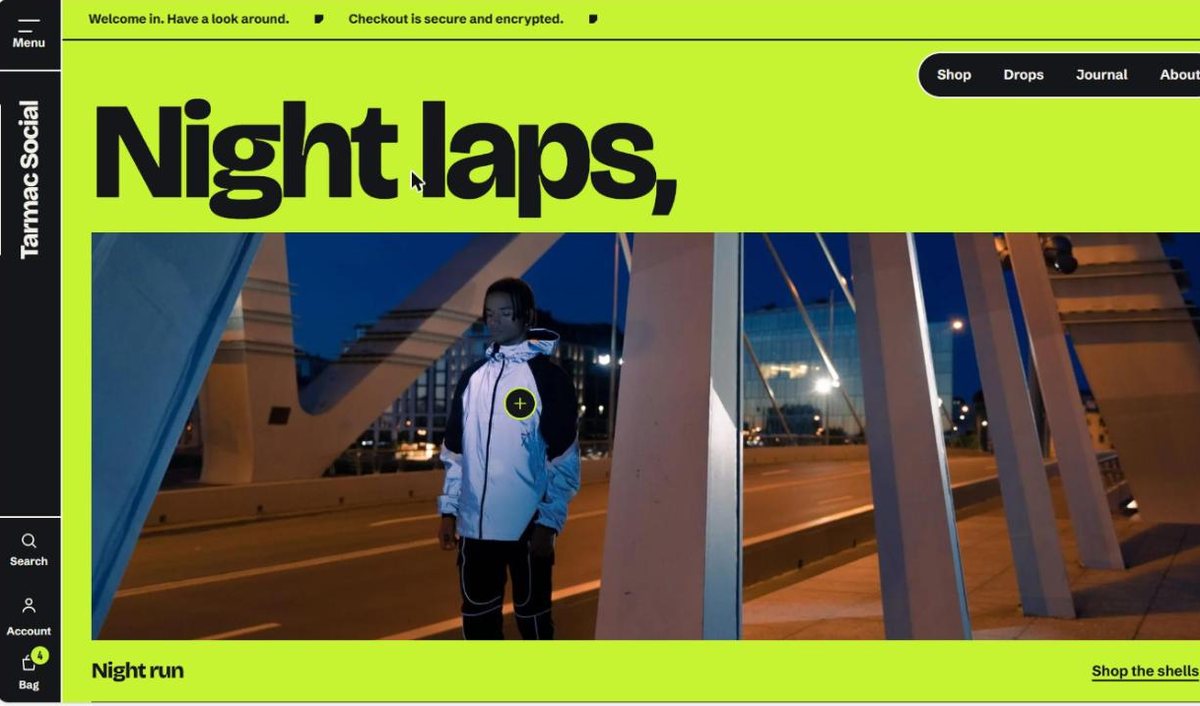 Welcome in. Have a look around.
Checkout is secure and encrypted.
Menu
Shop
Drops
Journal
About
Tarmac Social
Night laps,
Search
Account
4
Bag
Night run
Shop the shells